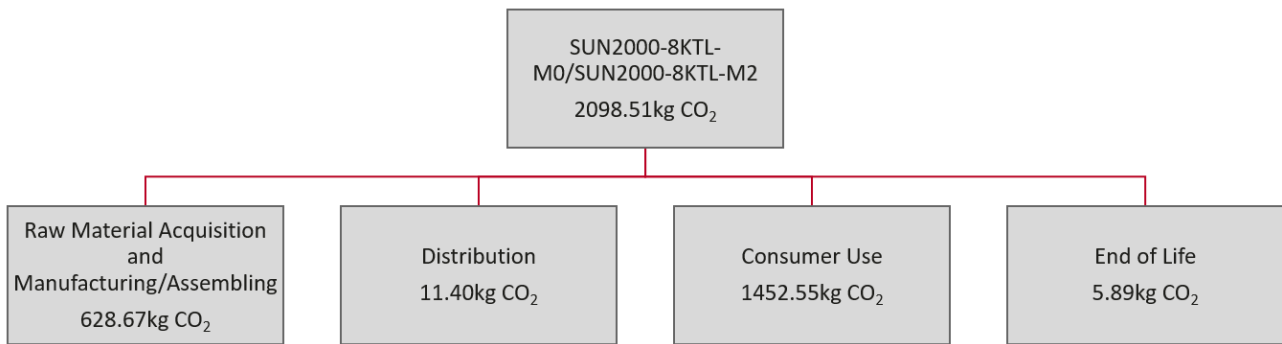 SUN2000-8KTL-
M0/SUN2000-8KTL-M2
2098.51kg CO₂
Raw Material Acquisition
and
Manufacturing/Assembling
628.67kg CO₂
Distribution
11.40kg CO₂
Consumer Use
1452.55kg CO₂
End of Life
5.89kg CO₂